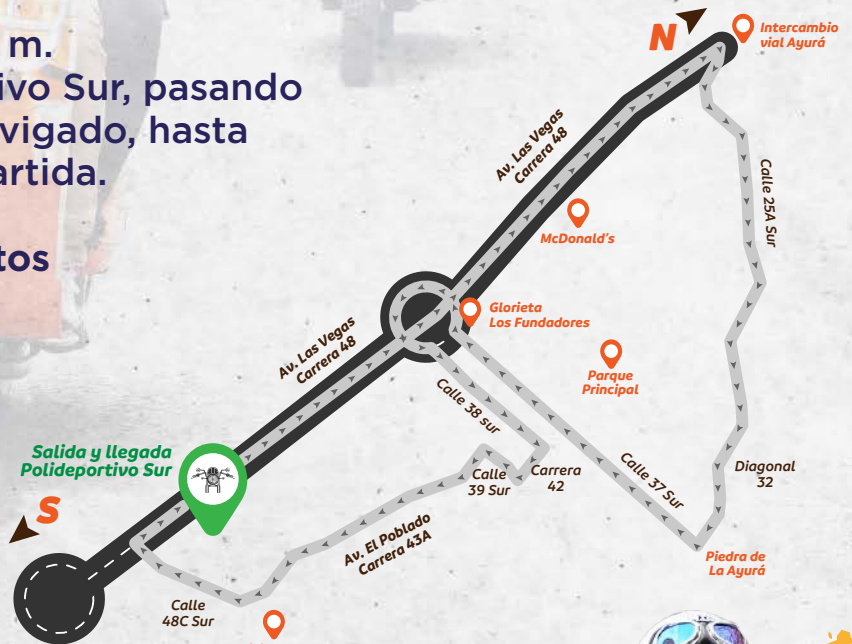 m.
ivo Sur, pasando
vigado, hasta
artida.
tos
N
Intercambio
vial Ayurá
Av. Las Vegas
Carrera 48
Calle 25A Sur
McDonald's
Glorieta
Los Fundadores
Av. Las Vegas
Carrera 48
Parque
Principal
Calle 38 sur
Salida y llegada
Polideportivo Sur
Calle
39 Sur
Carrera
42
Calle 37 Sur
Diagonal
32
S
Av. El Poblado
Carrera 43A
Piedra de
La Ayurá
Calle
48C Sur